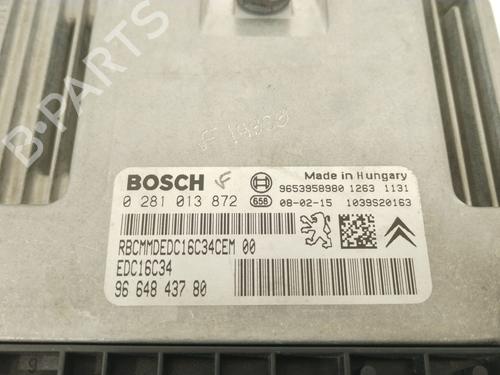 BOSCH
Made in Hungary
9653958980 1263 1131
0 281 013 872
656
08-02-15 1039S20163
RBCMMDEDC16C34CEM 00
EDC16C34
96 648 437 80
B-Parts